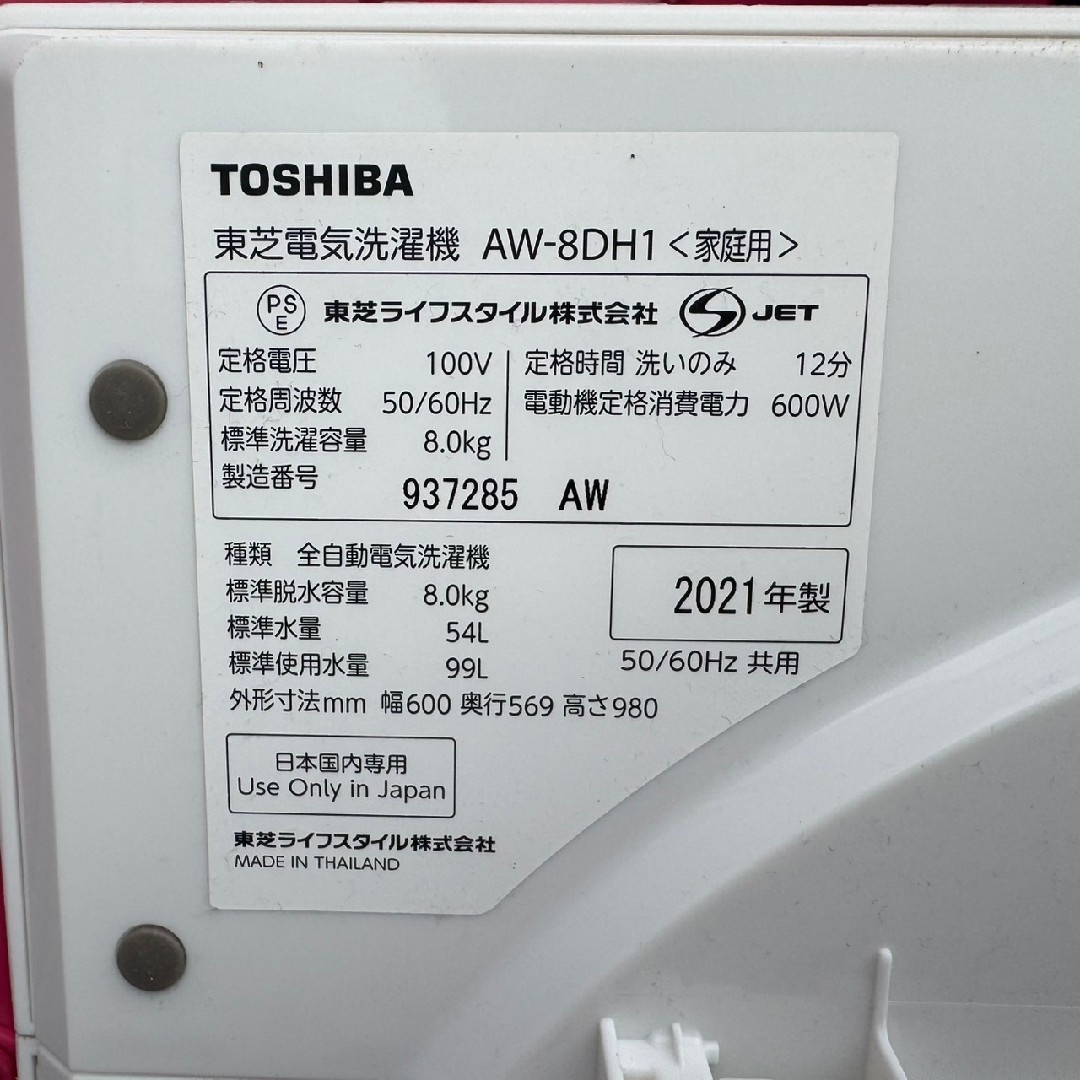 TOSHIBA
東芝電気洗濯機 AW-8DH1<家庭用>
PS
E
東芝ライフスタイル株式会社 S JET
定格電圧 100V
定格周波数 50/60Hz
標準洗濯容量 8.0kg
定格時間 洗いのみ 12分
電動機定格消費電力 600W
製造番号 937285 AW
種類 全自動電気洗濯機
標準脱水容量 8.0kg
標準水量 54L
標準使用水量 99L
外形寸法mm 幅600 奥行569 高さ980
2021年製
50/60Hz 共用
日本国内専用
Use Only in Japan
東芝ライフスタイル株式会社
MADE IN THAILAND